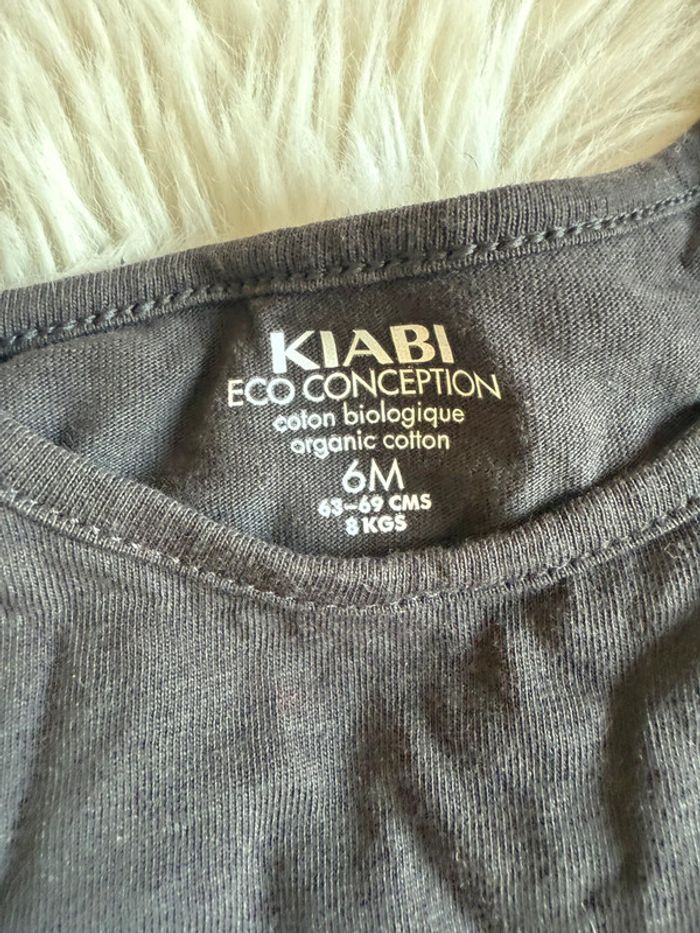 KIABI
ECO CONCEPTION
coton biologique
organic cotton
6M
63-69 CMS
8 KGS